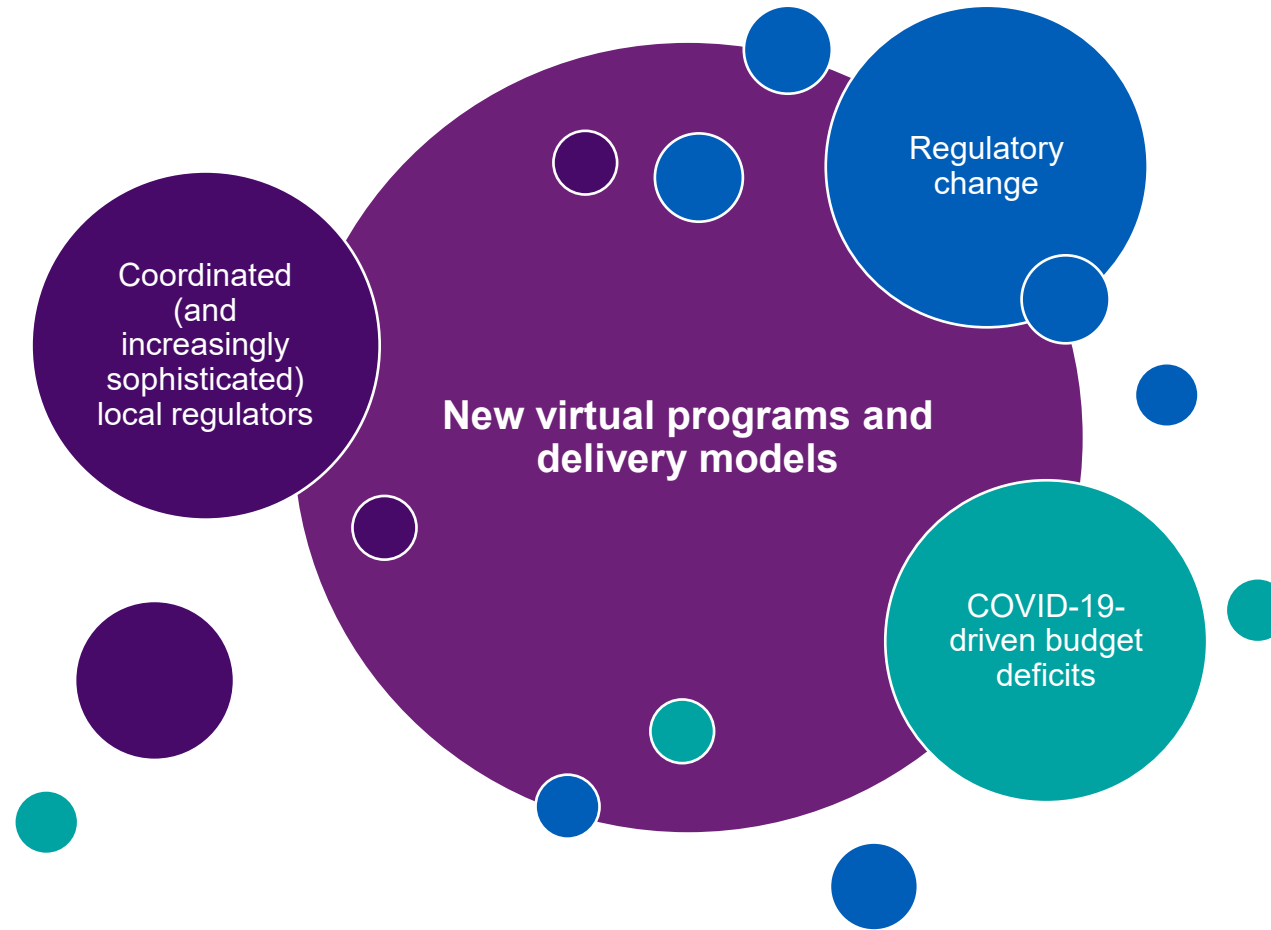 Regulatory
change
Coordinated
(and
increasingly
sophisticated)
local regulators
New virtual programs and
delivery models
COVID-19-
driven budget
deficits